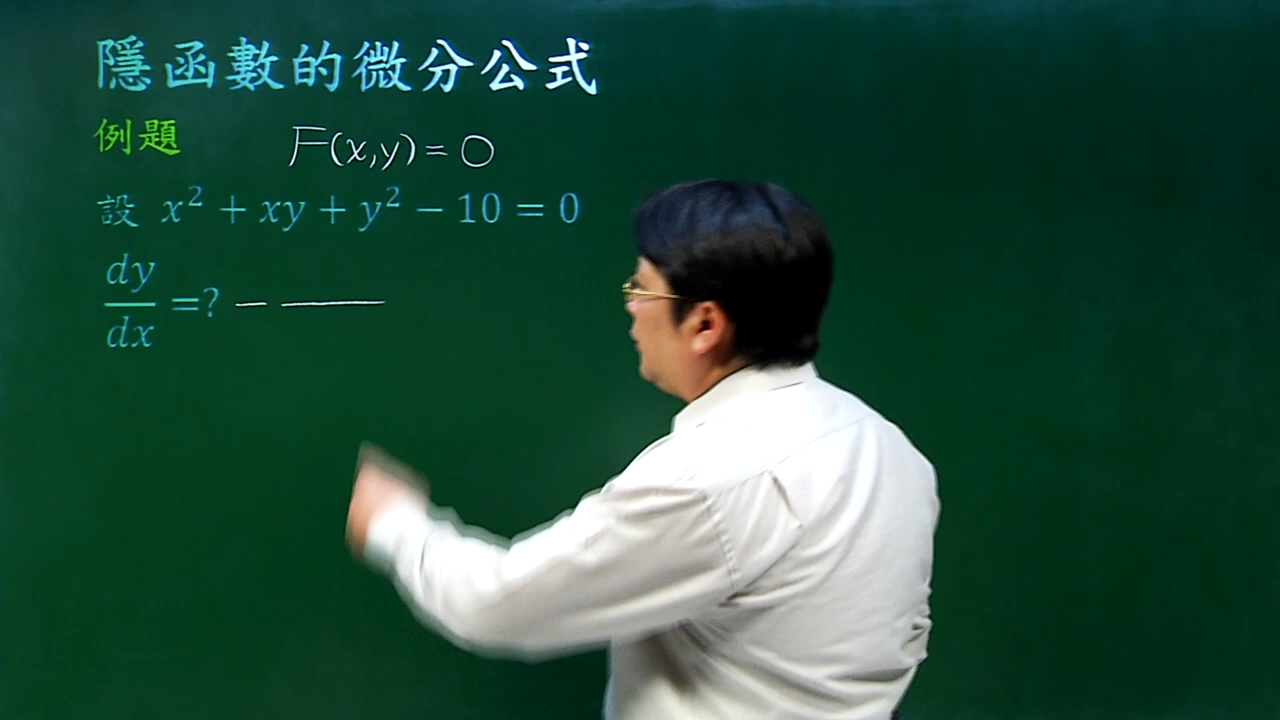 隱函數的微分公式
例題 F(x,y)=0
設 x² + xy + y² − 10 = 0
dy/dx =? − ——